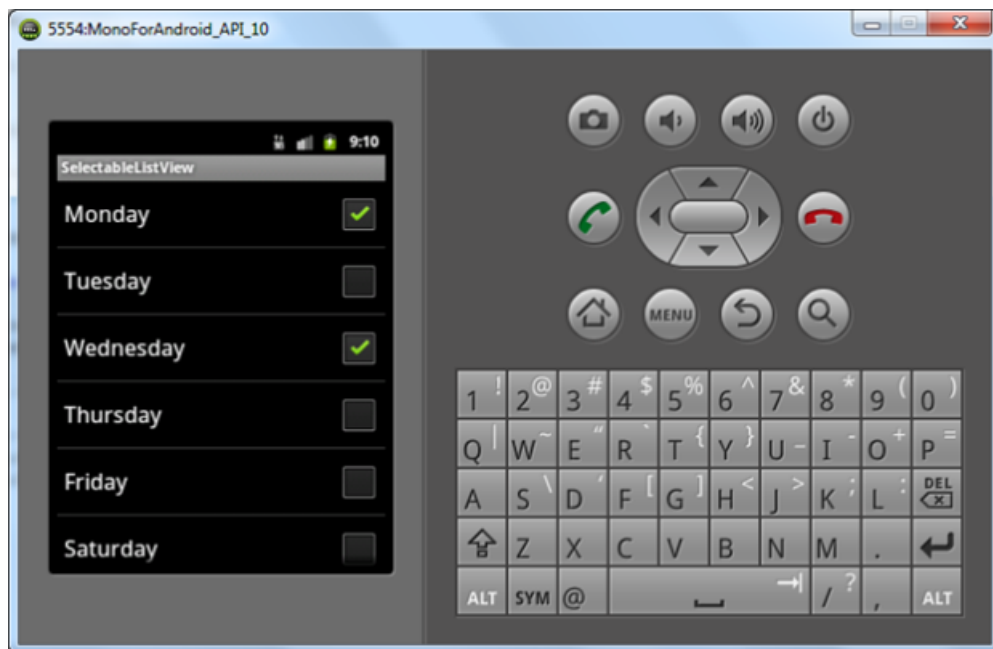 5554:MonoForAndroid_API_10
9:10
SelectableListView
Monday
Tuesday
Wednesday
Thursday
Friday
Saturday
MENU
1 ! 2 @ 3 # 4 $ 5 % 6 ^ 7 & 8 * 9 ( 0 )
Q | W ~ E " R ` T { Y } U _ I - O + P =
A S \ D ' F [ G ] H < J > K ; L : DEL
Z X C V B N M .
ALT SYM @ / ? , ALT